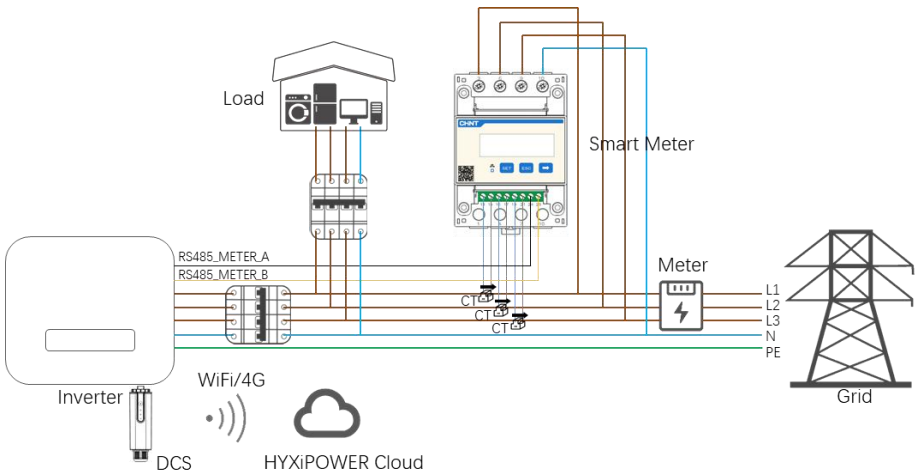 Load
CHNT
SET
ESC
Smart Meter
RS485_METER_A
RS485_METER_B
Meter
CT
CT
CT
L1
L2
L3
N
PE
Inverter
WiFi/4G
Grid
DCS
HYXiPOWER Cloud